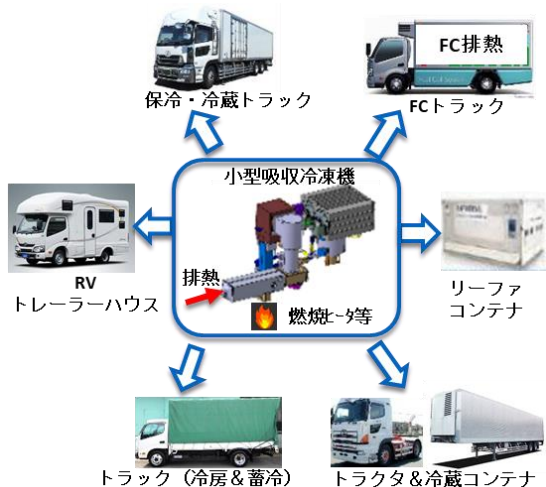 FC排熱
保冷・冷蔵トラック
FCトラック
小型吸収冷凍機
排熱
燃焼ﾋｰﾀ等
RV
トレーラーハウス
リーファ
コンテナ
トラック（冷房＆蓄冷）
トラクタ＆冷蔵コンテナ